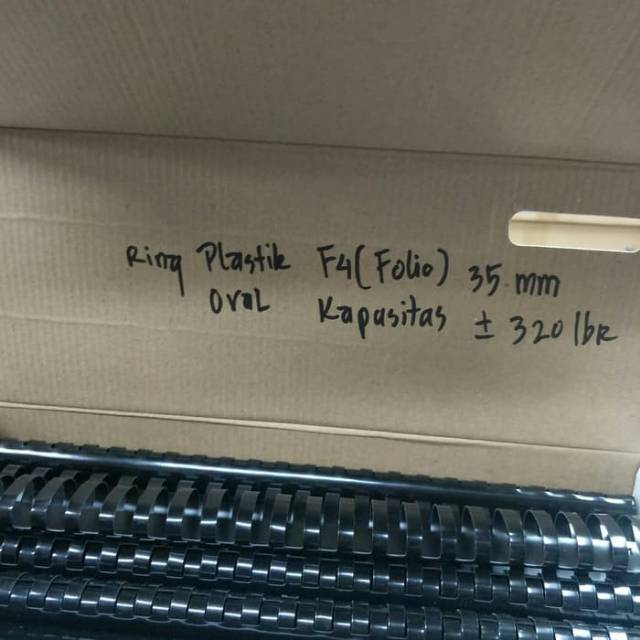 Ring Plastik F4 (Folio) 35 mm
OVAL Kapasitas ± 320 lbr